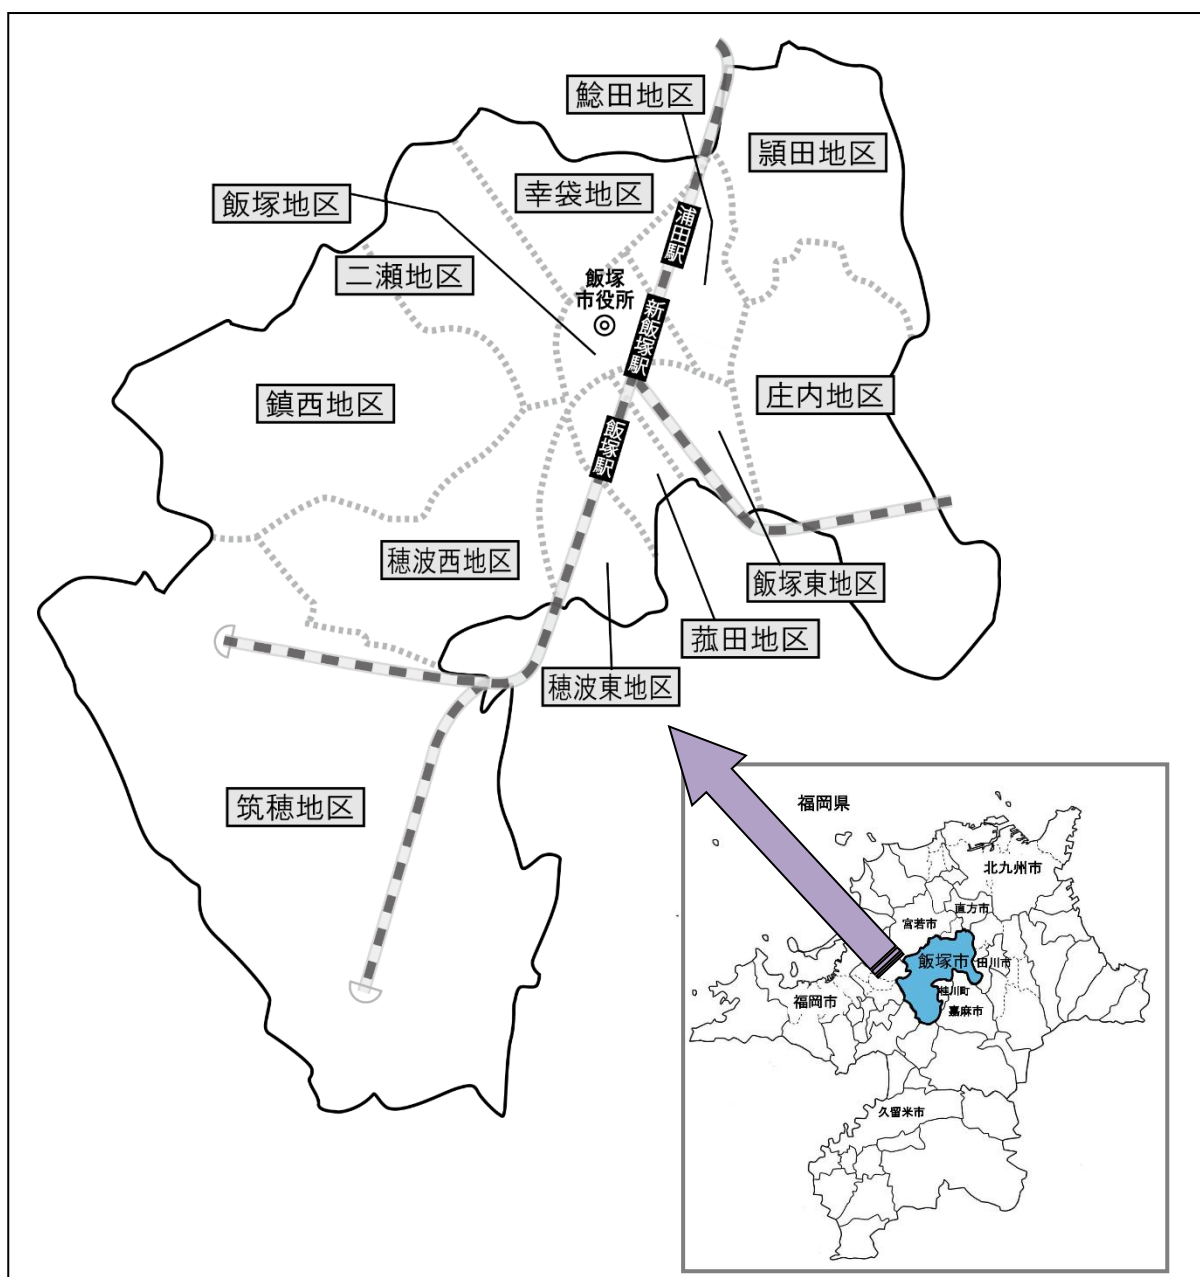 鯰田地区
頴田地区
幸袋地区
飯塚地区
浦田駅
二瀬地区
飯塚
市役所
新飯塚駅
鎮西地区
庄内地区
飯塚駅
穂波西地区
飯塚東地区
菰田地区
穂波東地区
筑穂地区
福岡県
北九州市
直方市
宮若市
飯塚市
田川市
桂川町
福岡市
嘉麻市
久留米市